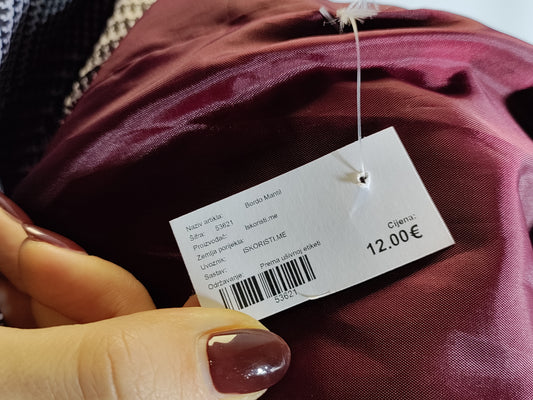 Naziv artikla: Bordo Mantil
Šifra: 53621
Proizvođač: Iskoristi.me
Zemlja porijekla:
Uvoznik: ISKORISTI.ME
Sastav:
Održavanje: Prema ušivnoj etiketi
53621
Cijena:
12.00€